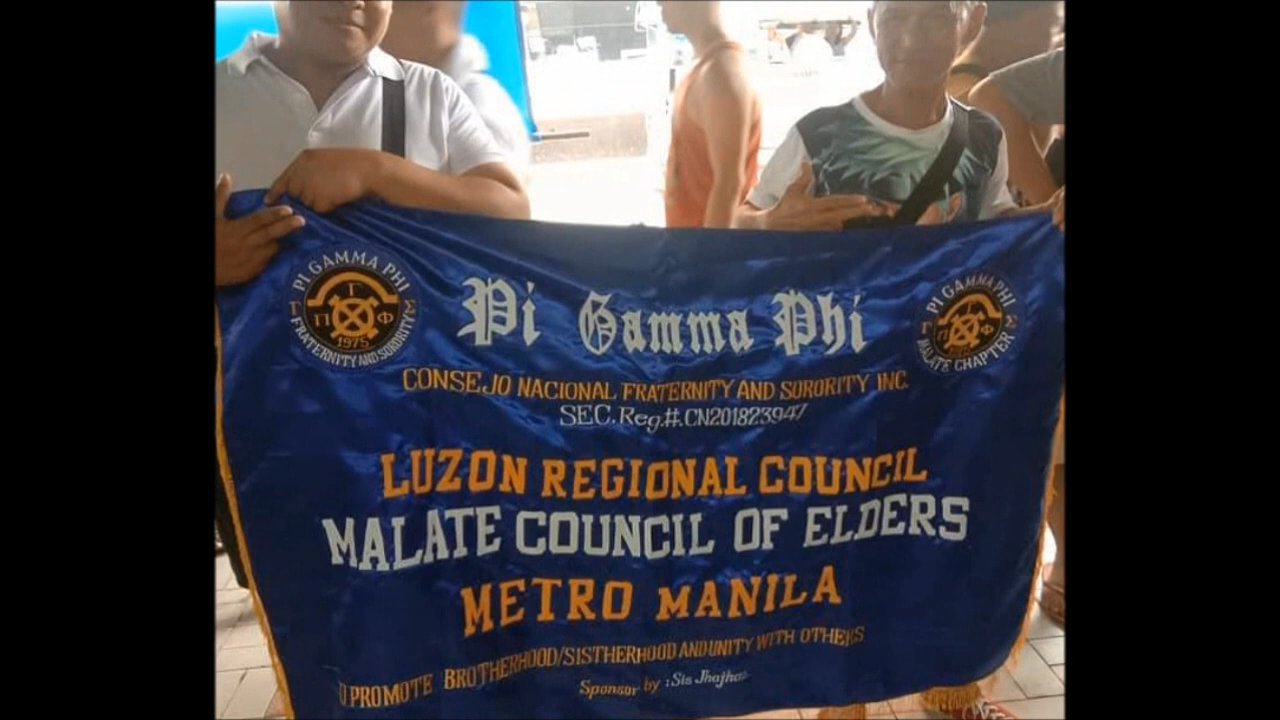 PI GAMMA PHI
Γ
Γ Π Φ Σ
1975
FRATERNITY AND SORORITY
Pi Gamma Phi
PI GAMMA PHI
Γ
Γ Π Φ Σ
MALATE CHAPTER
CONSEJO NACIONAL FRATERNITY AND SORORITY INC.
SEC.Reg.#.CN201823947
LUZON REGIONAL COUNCIL
MALATE COUNCIL OF ELDERS
METRO MANILA
PROMOTE BROTHERHOOD/SISTHERHOOD AND UNITY WITH OTHERS
Sponsor by :Sis